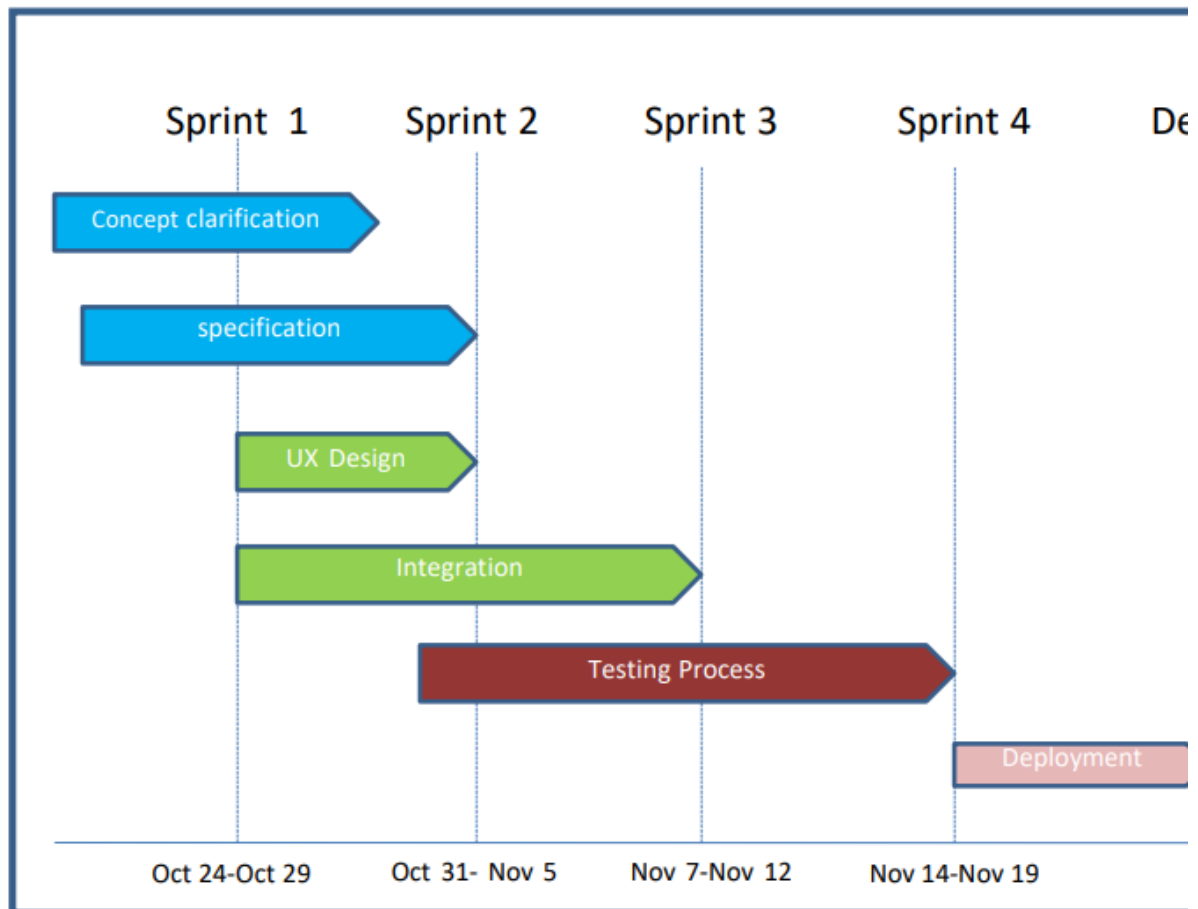 Sprint 1 Sprint 2 Sprint 3 Sprint 4 De
Concept clarification
specification
UX Design
Integration
Testing Process
Deployment
Oct 24-Oct 29 Oct 31- Nov 5 Nov 7-Nov 12 Nov 14-Nov 19